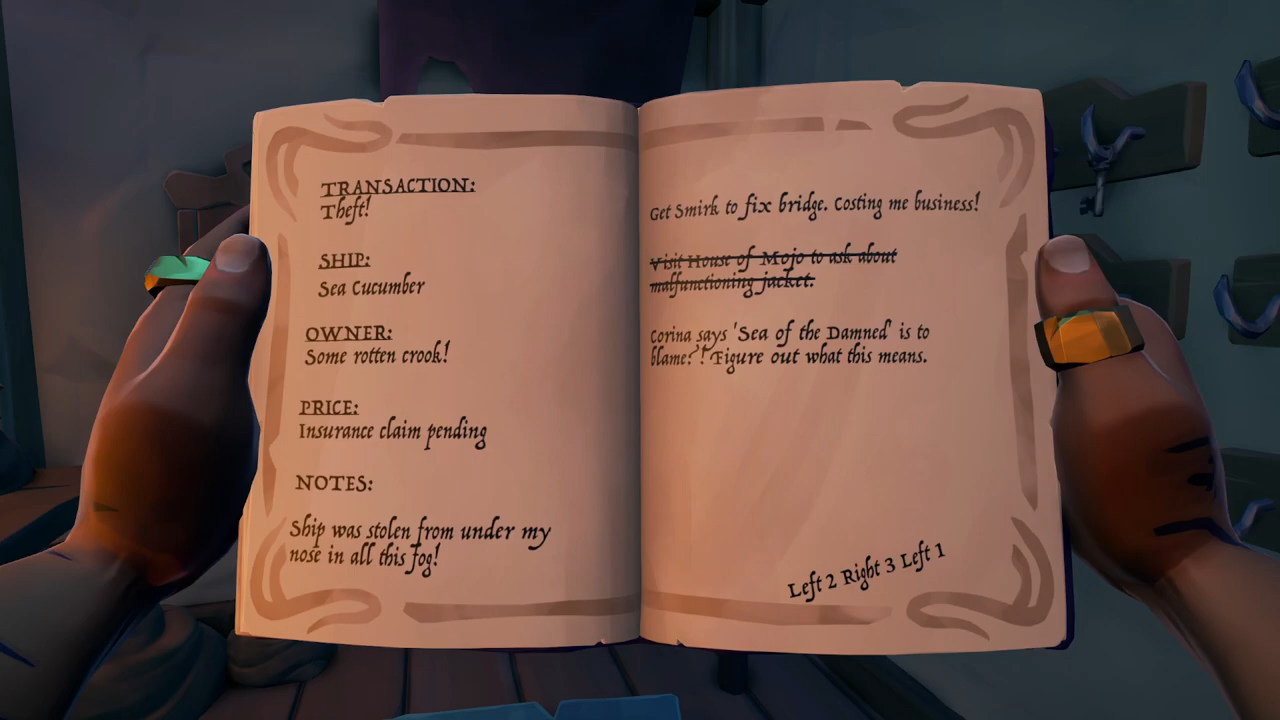 TRANSACTION:
Theft!
SHIP:
Sea Cucumber
OWNER:
Some rotten crook!
PRICE:
Insurance claim pending
NOTES:
Ship was stolen from under my
nose in all this fog!
Get Smirk to fix bridge. Costing me business!
Visit House of Mojo to ask about
malfunctioning jacket.
Corina says 'Sea of the Damned' is to
blame?! Figure out what this means.
Left 2 Right 3 Left 1